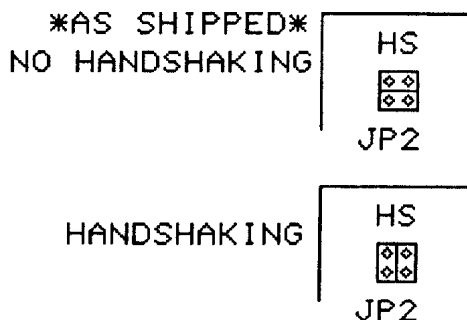 *AS SHIPPED*
NO HANDSHAKING
HS
JP2
HANDSHAKING
HS
JP2